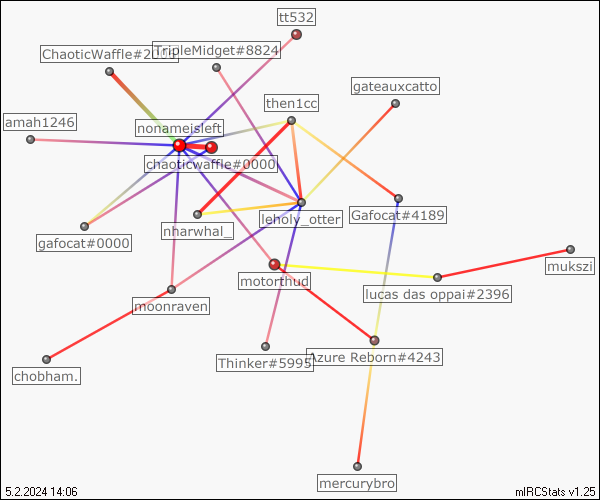 tt532
ChaoticWaffle#2005
TripleMidget#8824
gateauxcatto
then1cc
amah1246
nonameisleft
chaoticwaffle#0000
leholy_otter
Gafocat#4189
nharwhal_
gafocat#0000
mukszi
motorthud
lucas das oppai#2396
moonraven
Azure Reborn#4243
Thinker#5995
chobham.
mercurybro
5.2.2024 14:06
mIRCStats v1.25